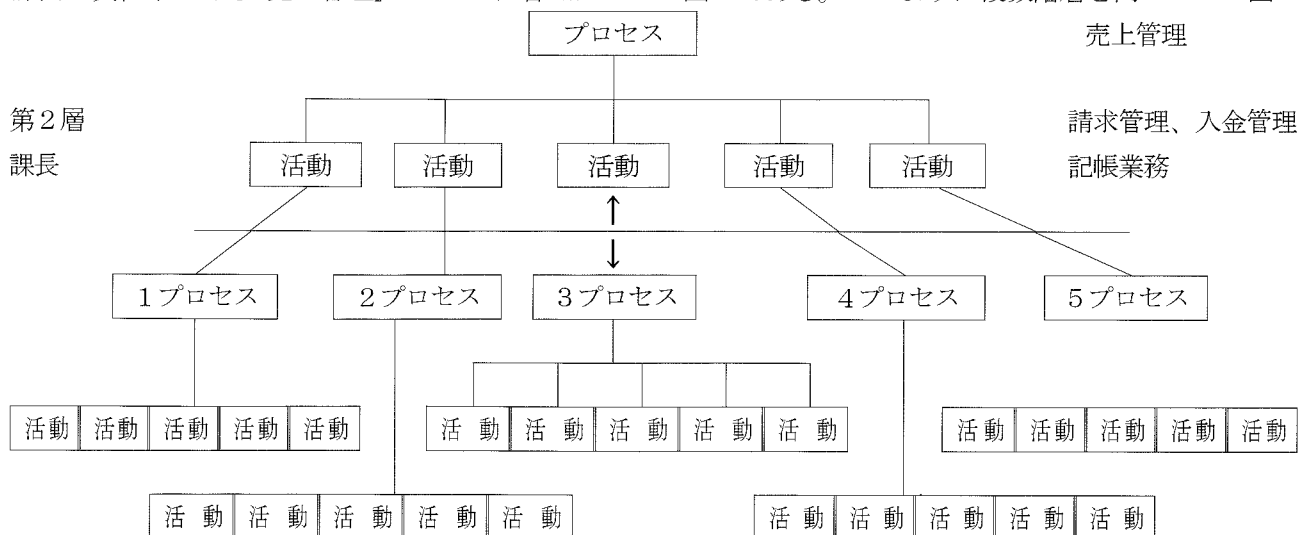 プロセス
売上管理
第2層
請求管理、入金管理
課長
活動 活動 活動 活動 活動
記帳業務
1プロセス 2プロセス 3プロセス 4プロセス 5プロセス
活動 活動 活動 活動 活動
活動 活動 活動 活動 活動
活動 活動 活動 活動 活動
活動 活動 活動 活動 活動
活動 活動 活動 活動 活動